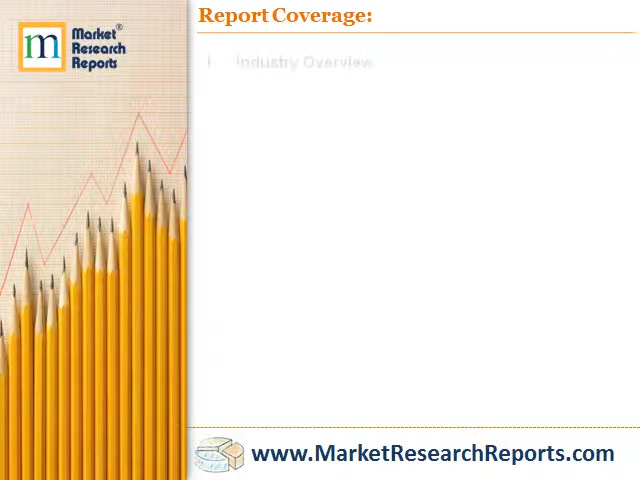 Report Coverage:
m Market®
Research
Reports
I Industry Overview
www.MarketResearchReports.com